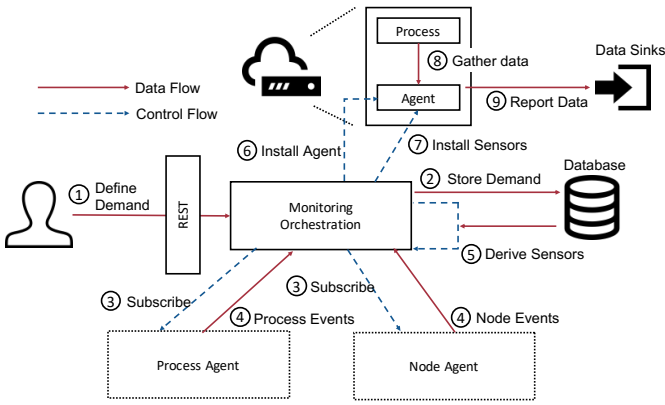 Process
8 Gather data
Data Sinks
Data Flow
Agent
Control Flow
9 Report Data
6 Install Agent
7 Install Sensors
1 Define
Demand
REST
Monitoring
Orchestration
2 Store Demand
Database
5 Derive Sensors
3 Subscribe
3 Subscribe
4 Process Events
4 Node Events
Process Agent
Node Agent